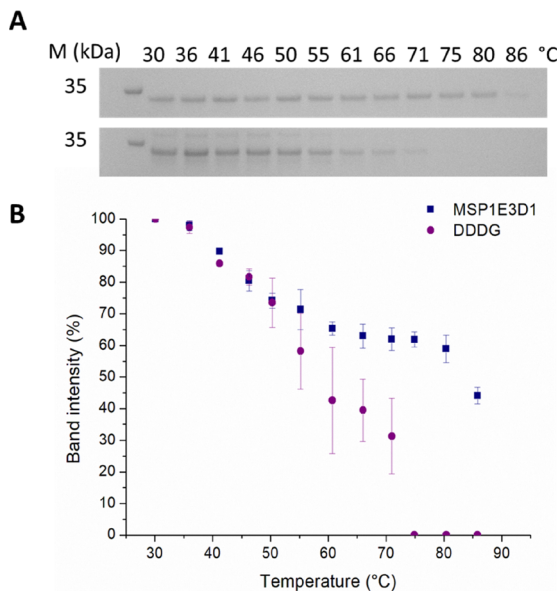 A
M (kDa) 30 36 41 46 50 55 61 66 71 75 80 86 °C
35
35
B
MSP1E3D1
DDDG
100
90
80
70
60
50
40
30
20
10
0
Band intensity (%)
30 40 50 60 70 80 90
Temperature (°C)